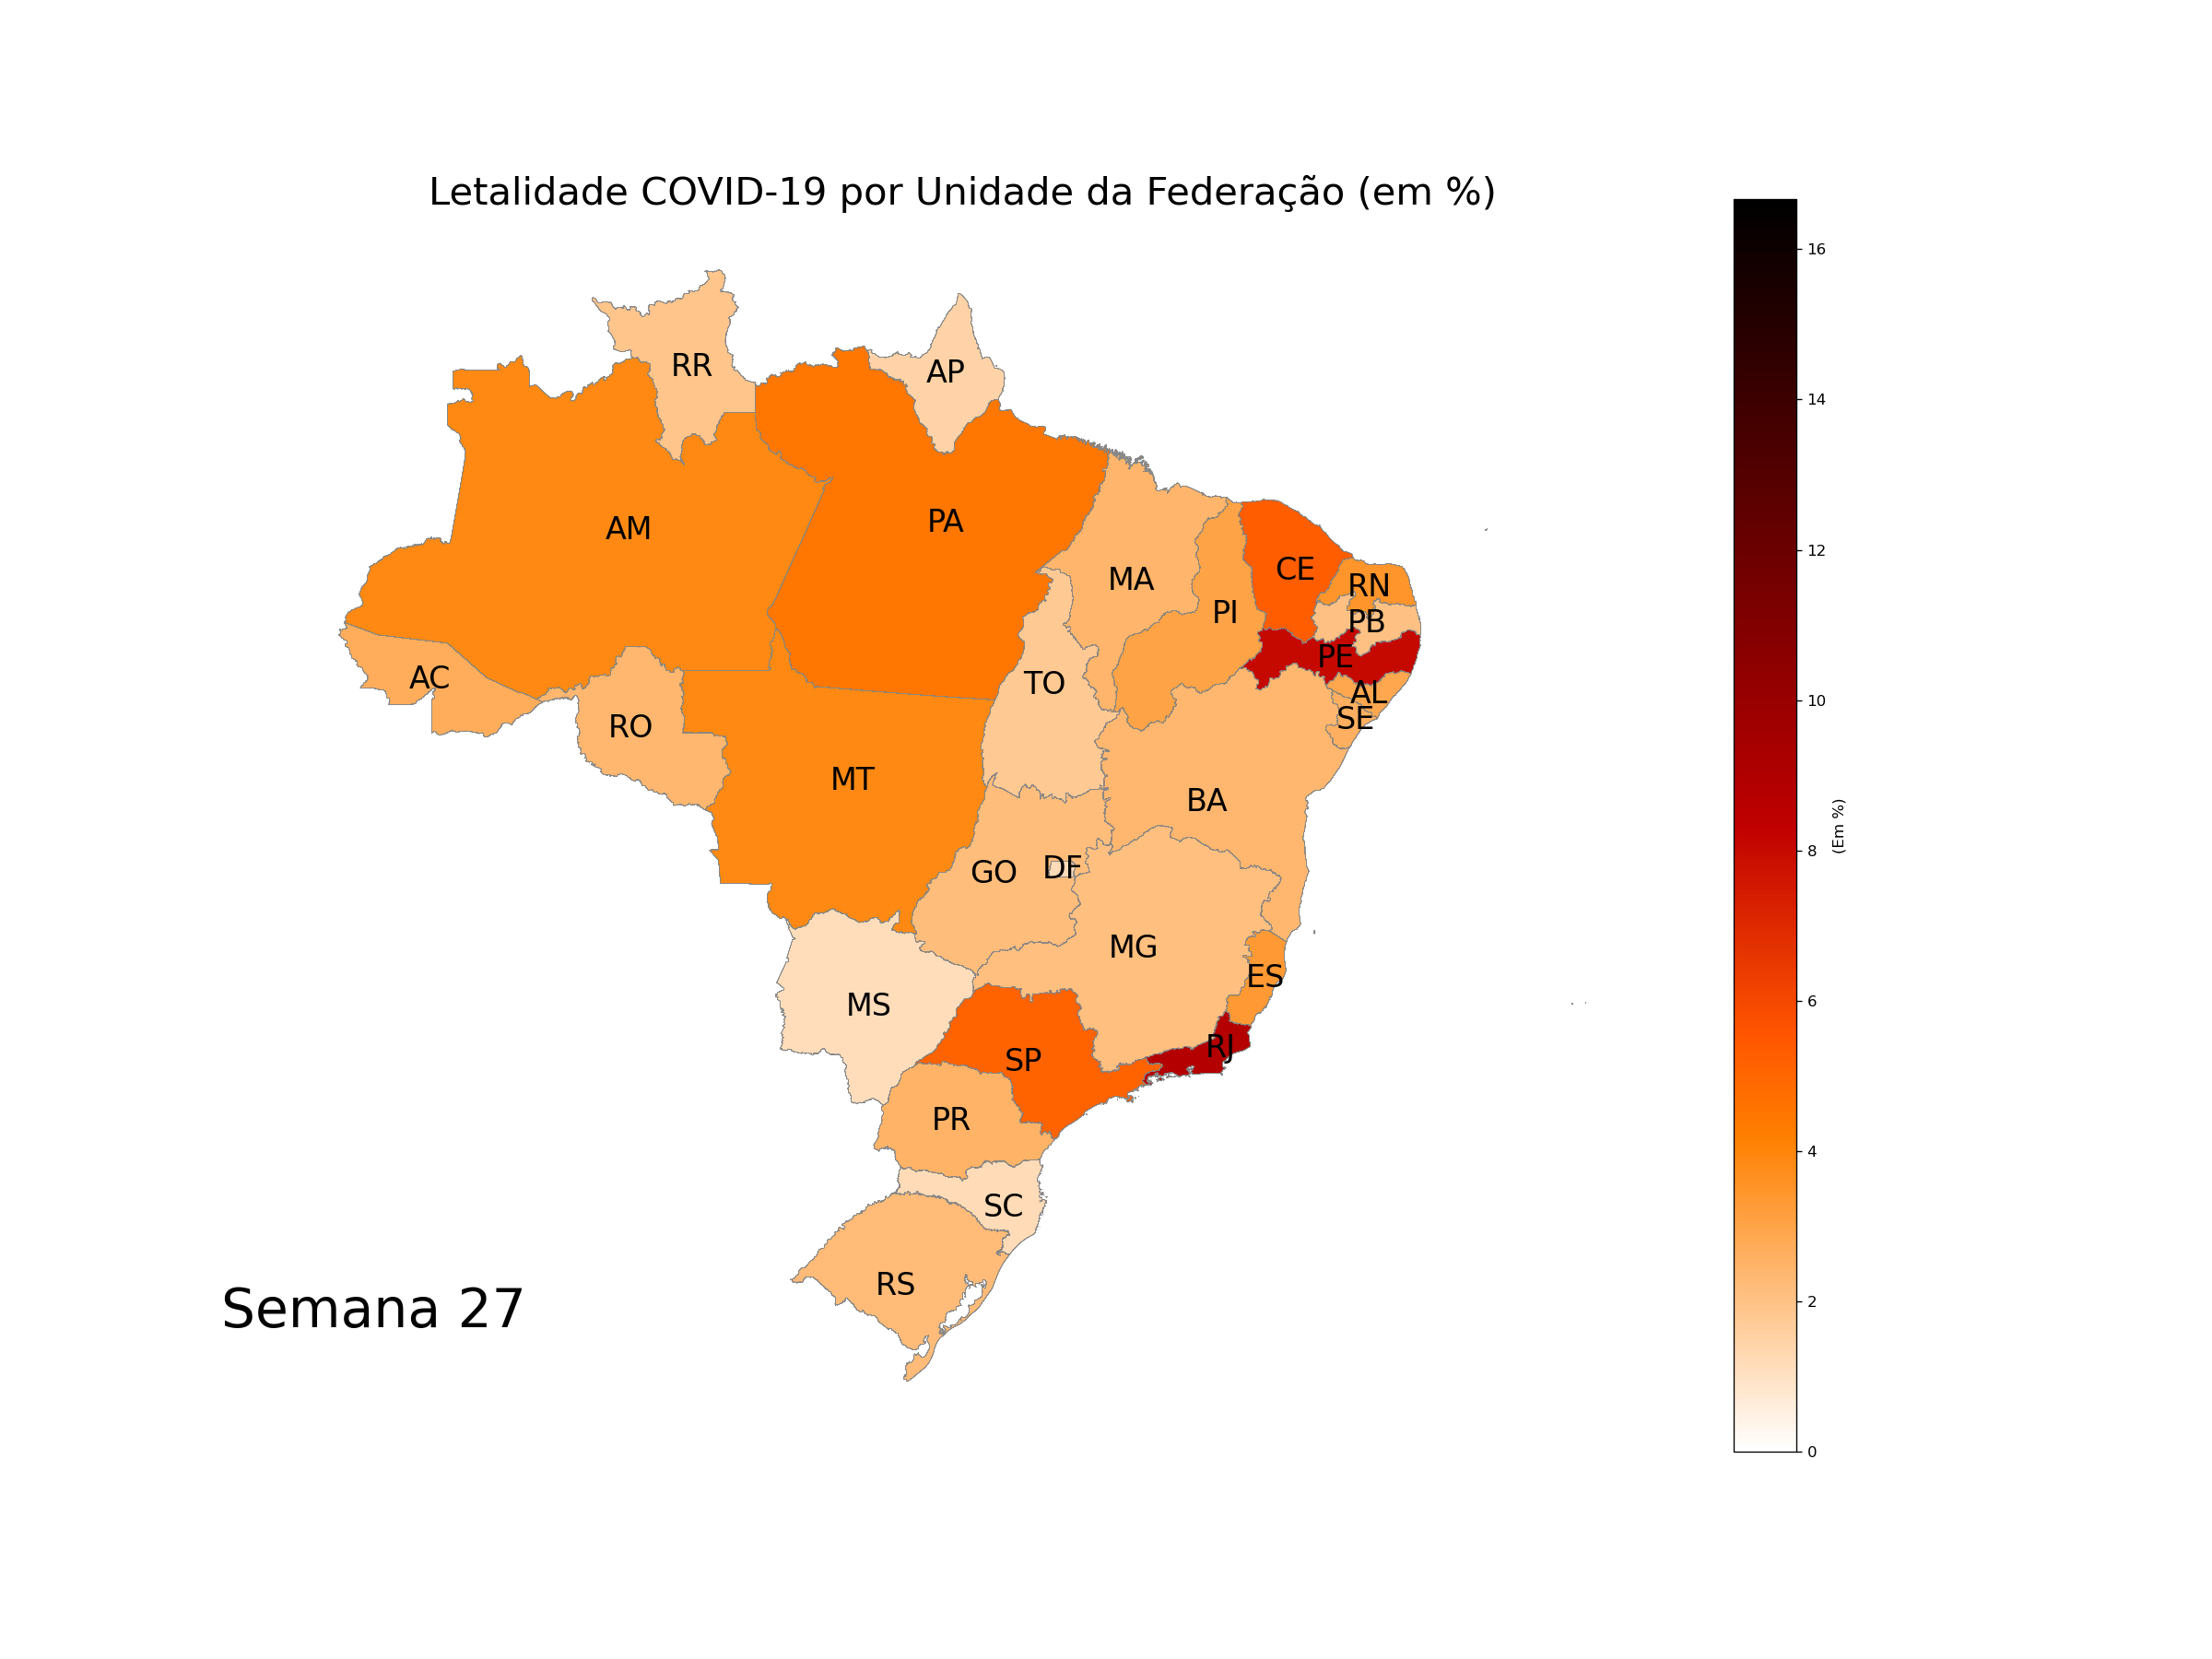 Letalidade COVID-19 por Unidade da Federação (em %)
16
RR
AP
14
AM
PA
12
MA
CE
RN
PI
PB
PE
AC
TO
AL
10
RO
SE
MT
BA
8
(Em %)
GO
DF
MG
ES
6
MS
RJ
SP
PR
4
SC
RS
2
Semana 27
0